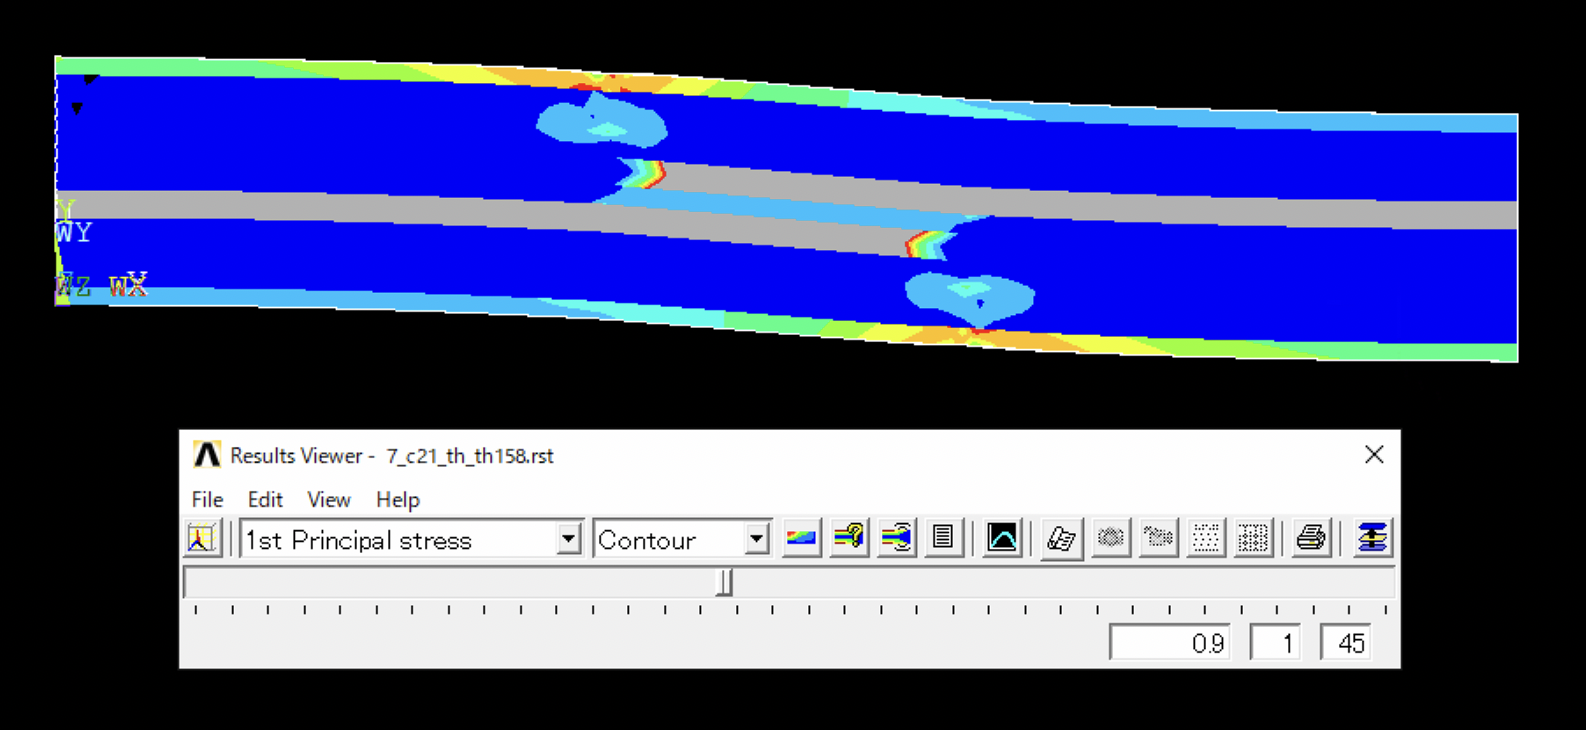 Y
WY
WZ WX
Results Viewer - 7_c21_th_th158.rst
File Edit View Help
1st Principal stress Contour
0.9 1 45